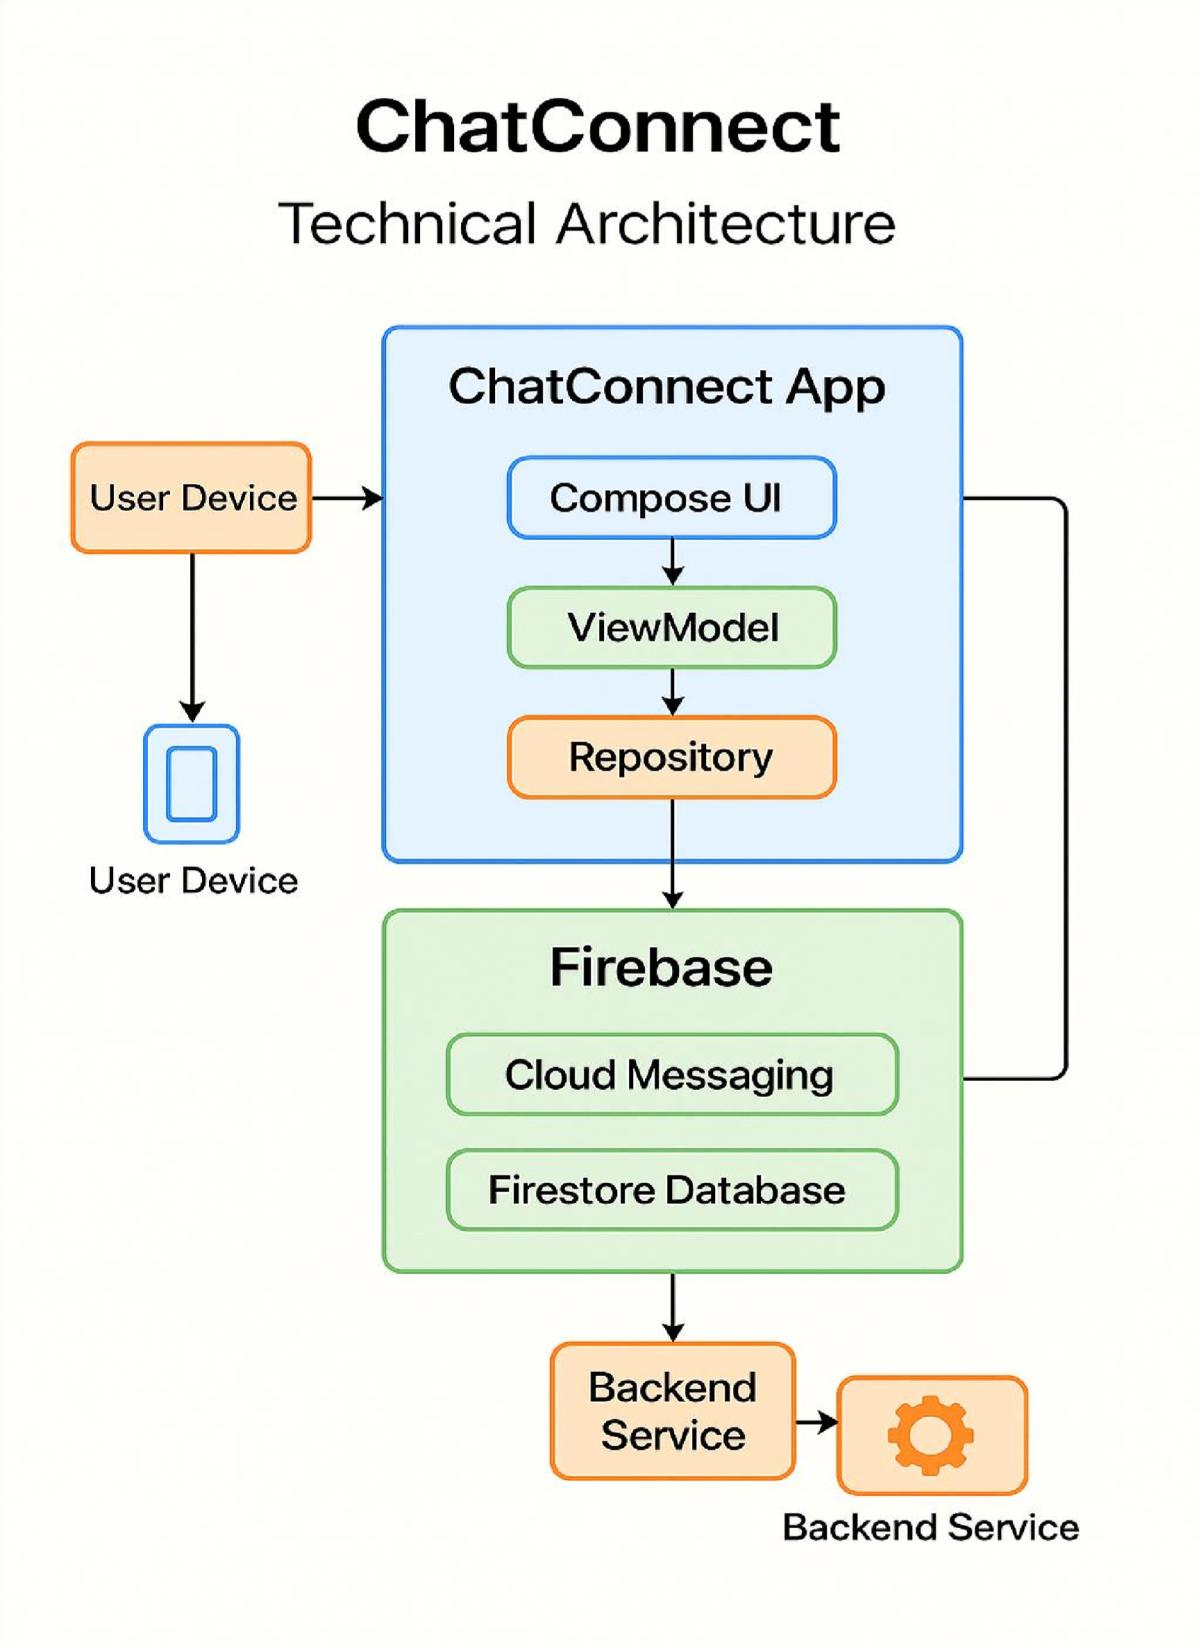 ChatConnect
Technical Architecture
ChatConnect App
User Device
Compose UI
ViewModel
Repository
User Device
Firebase
Cloud Messaging
Firestore Database
Backend
Service
Backend Service